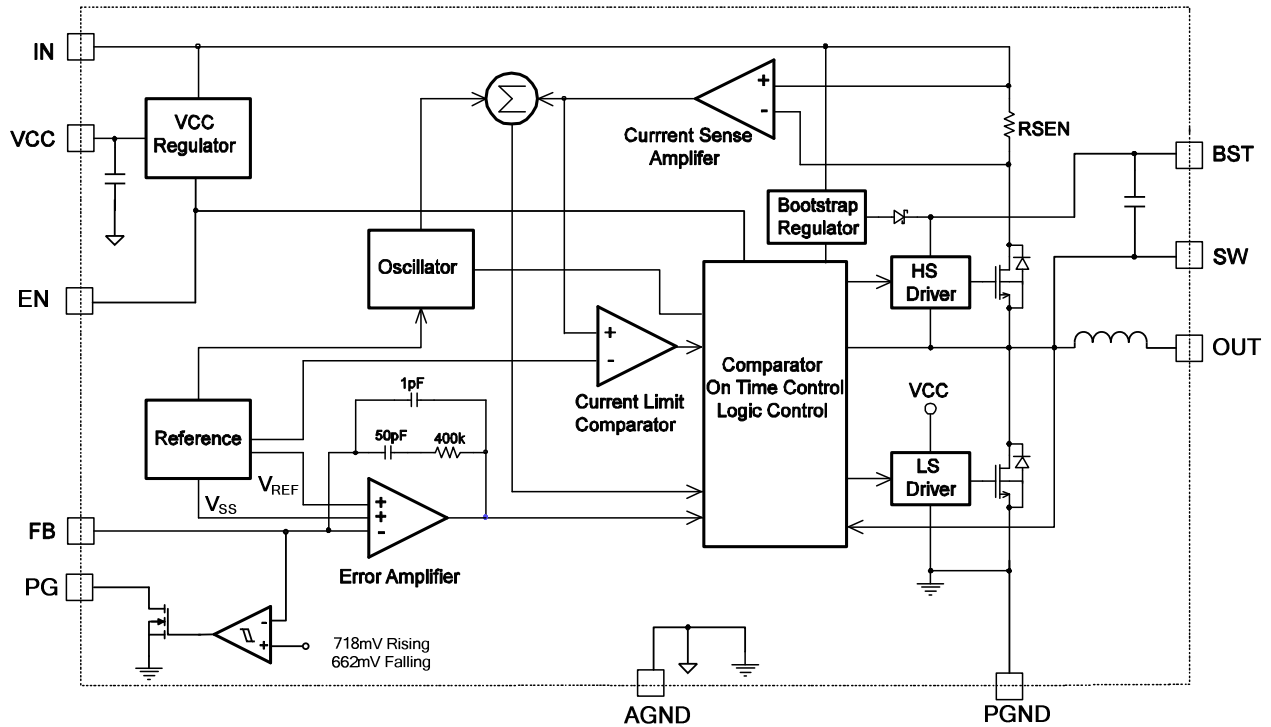 IN
VCC
Regulator
VCC
Σ
+
-
Currrent Sense
Amplifer
RSEN
BST
Bootstrap
Regulator
SW
Oscillator
EN
HS
Driver
+
-
Current Limit
Comparator
Comparator
On Time Control
Logic Control
OUT
1pF
50pF
400k
VCC
Reference
VREF
VSS
+
+
-
LS
Driver
FB
Error Amplifier
PG
-
+
718mV Rising
662mV Falling
AGND
PGND